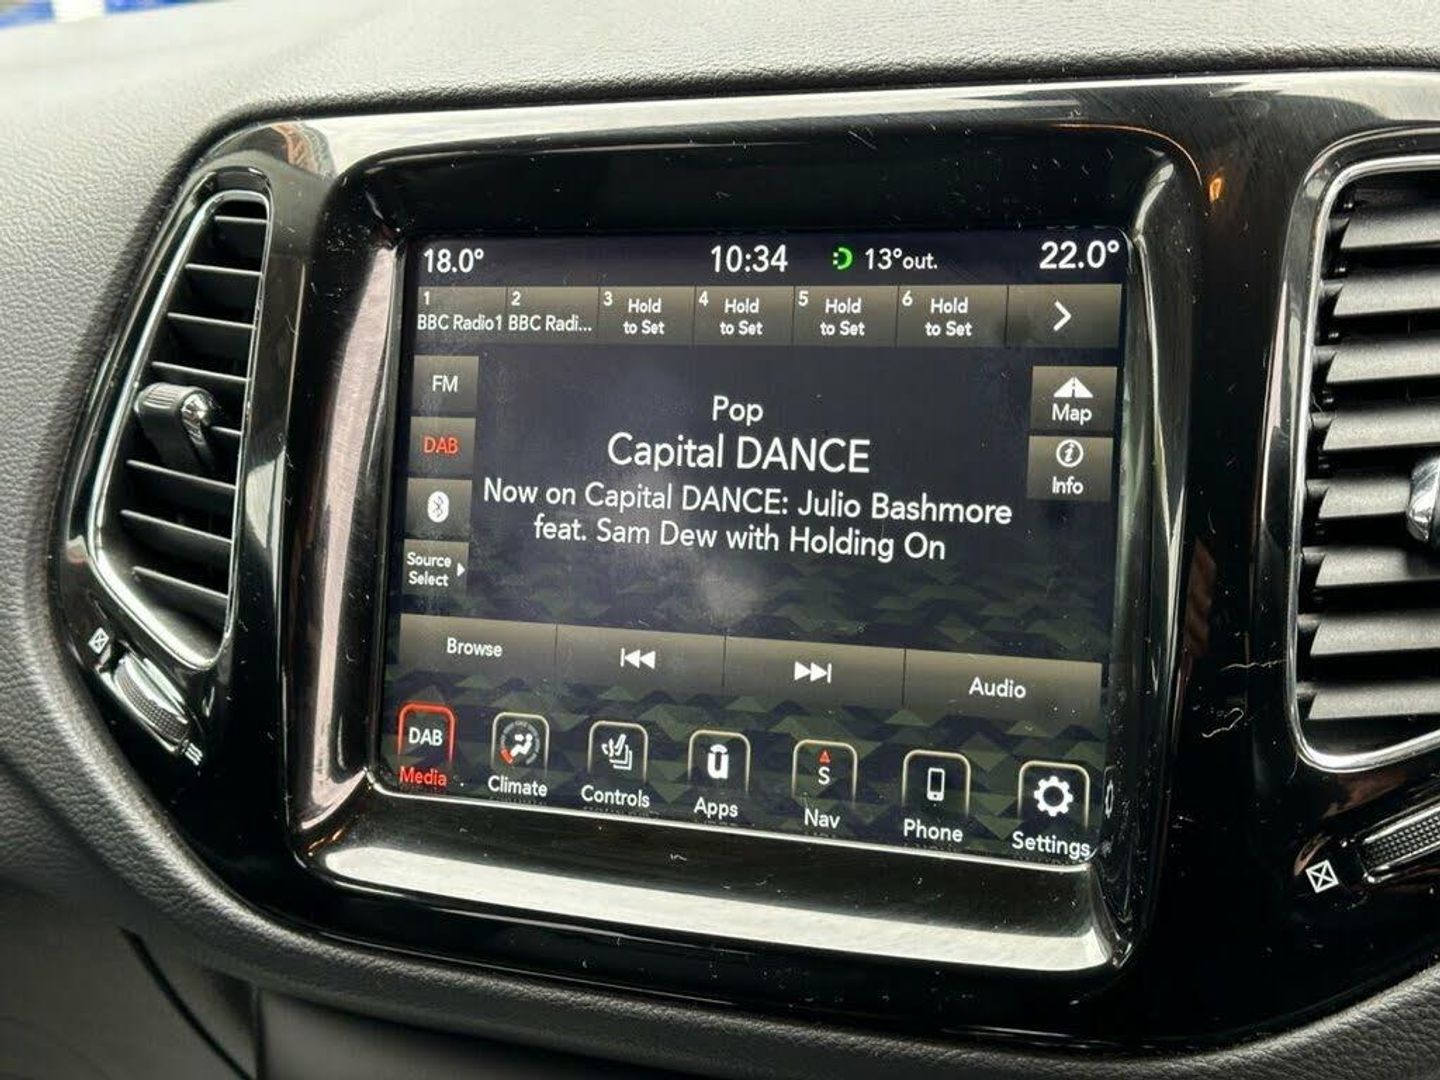 18.0° 10:34 13°out. 22.0°
1 2 3 Hold 4 Hold 5 Hold 6 Hold
BBC Radio1 BBC Radi... to Set to Set to Set to Set
FM
DAB
Source
Select
Pop
Capital DANCE
Now on Capital DANCE: Julio Bashmore
feat. Sam Dew with Holding On
Map
Info
Browse Audio
DAB S
Media Climate Controls Apps Nav Phone Settings